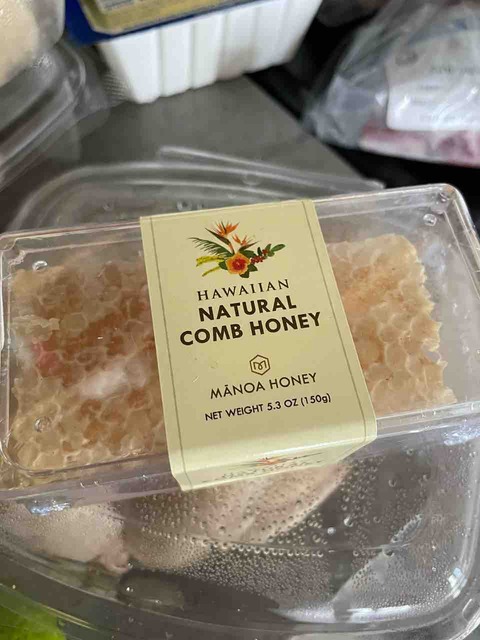 HAWAIIAN
NATURAL
COMB HONEY
MĀNOA HONEY
NET WEIGHT 5.3 OZ (150g)